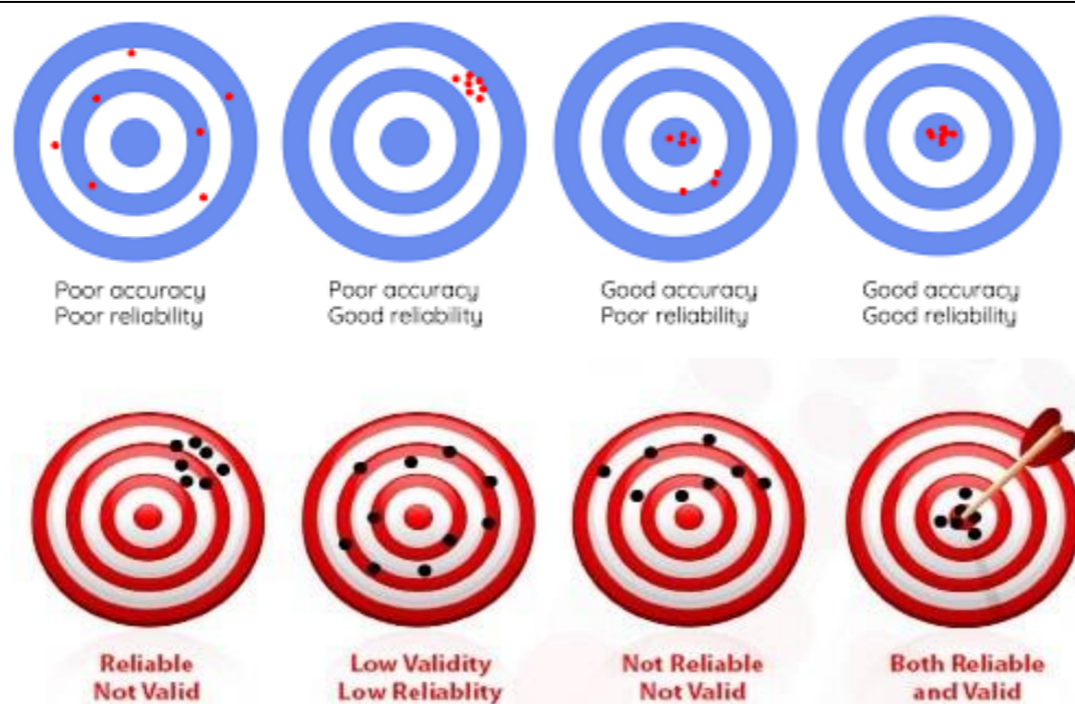 Poor accuracy
Poor reliability
Poor accuracy
Good reliability
Good accuracy
Poor reliability
Good accuracy
Good reliability
Reliable
Not Valid
Low Validity
Low Reliablity
Not Reliable
Not Valid
Both Reliable
and Valid